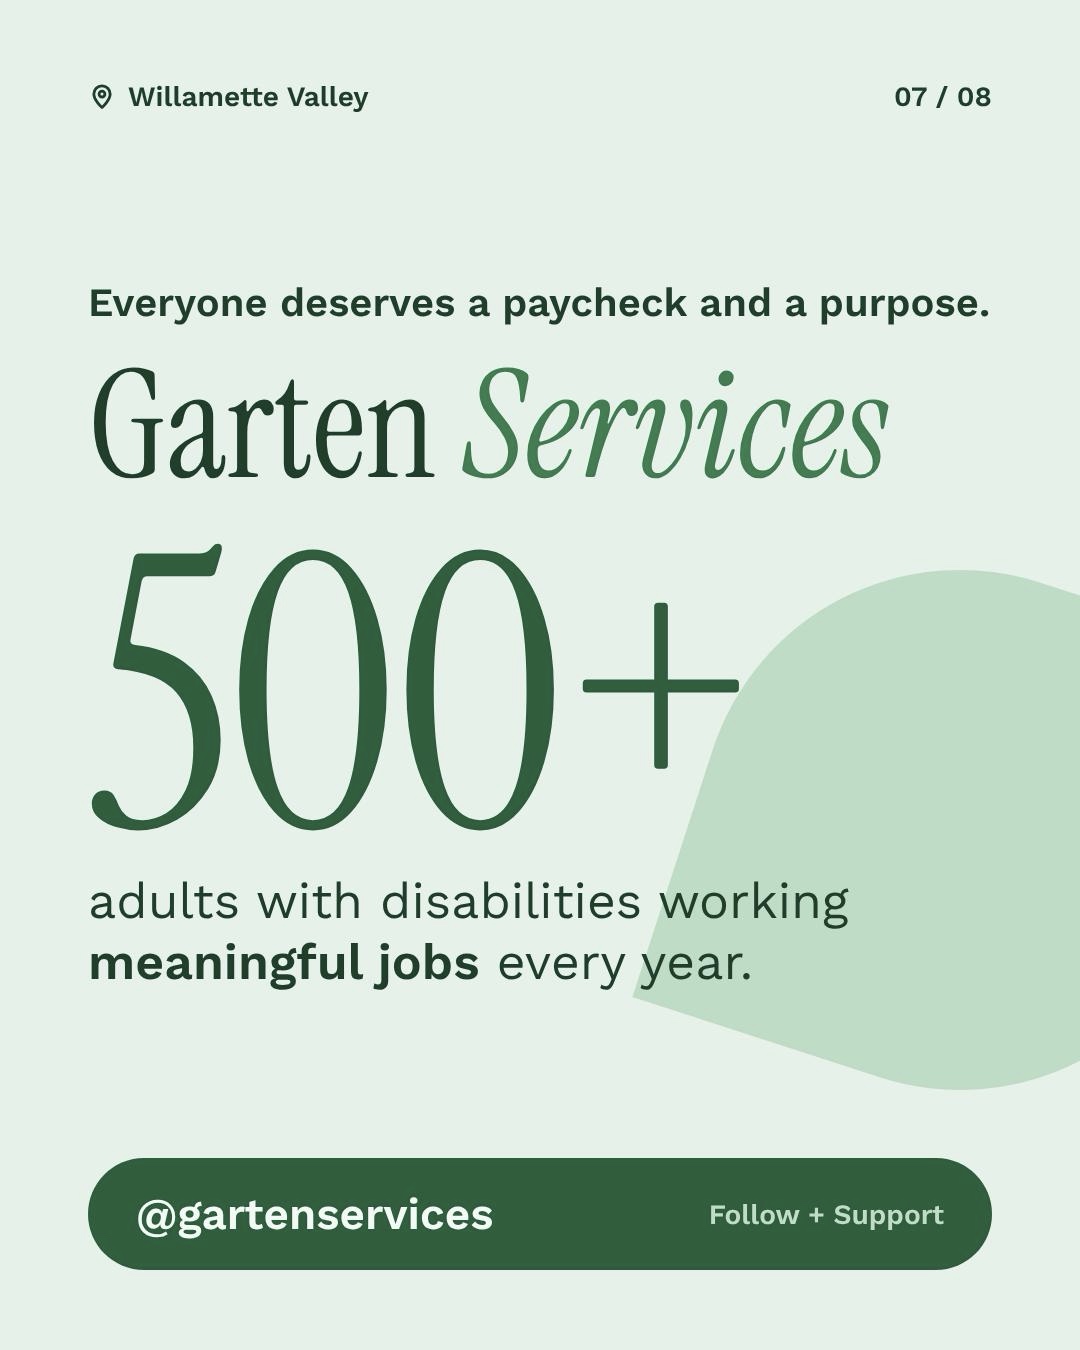 Willamette Valley
07 / 08
Everyone deserves a paycheck and a purpose.
Garten Services
500+
adults with disabilities working
meaningful jobs every year.
@gartenservices
Follow + Support